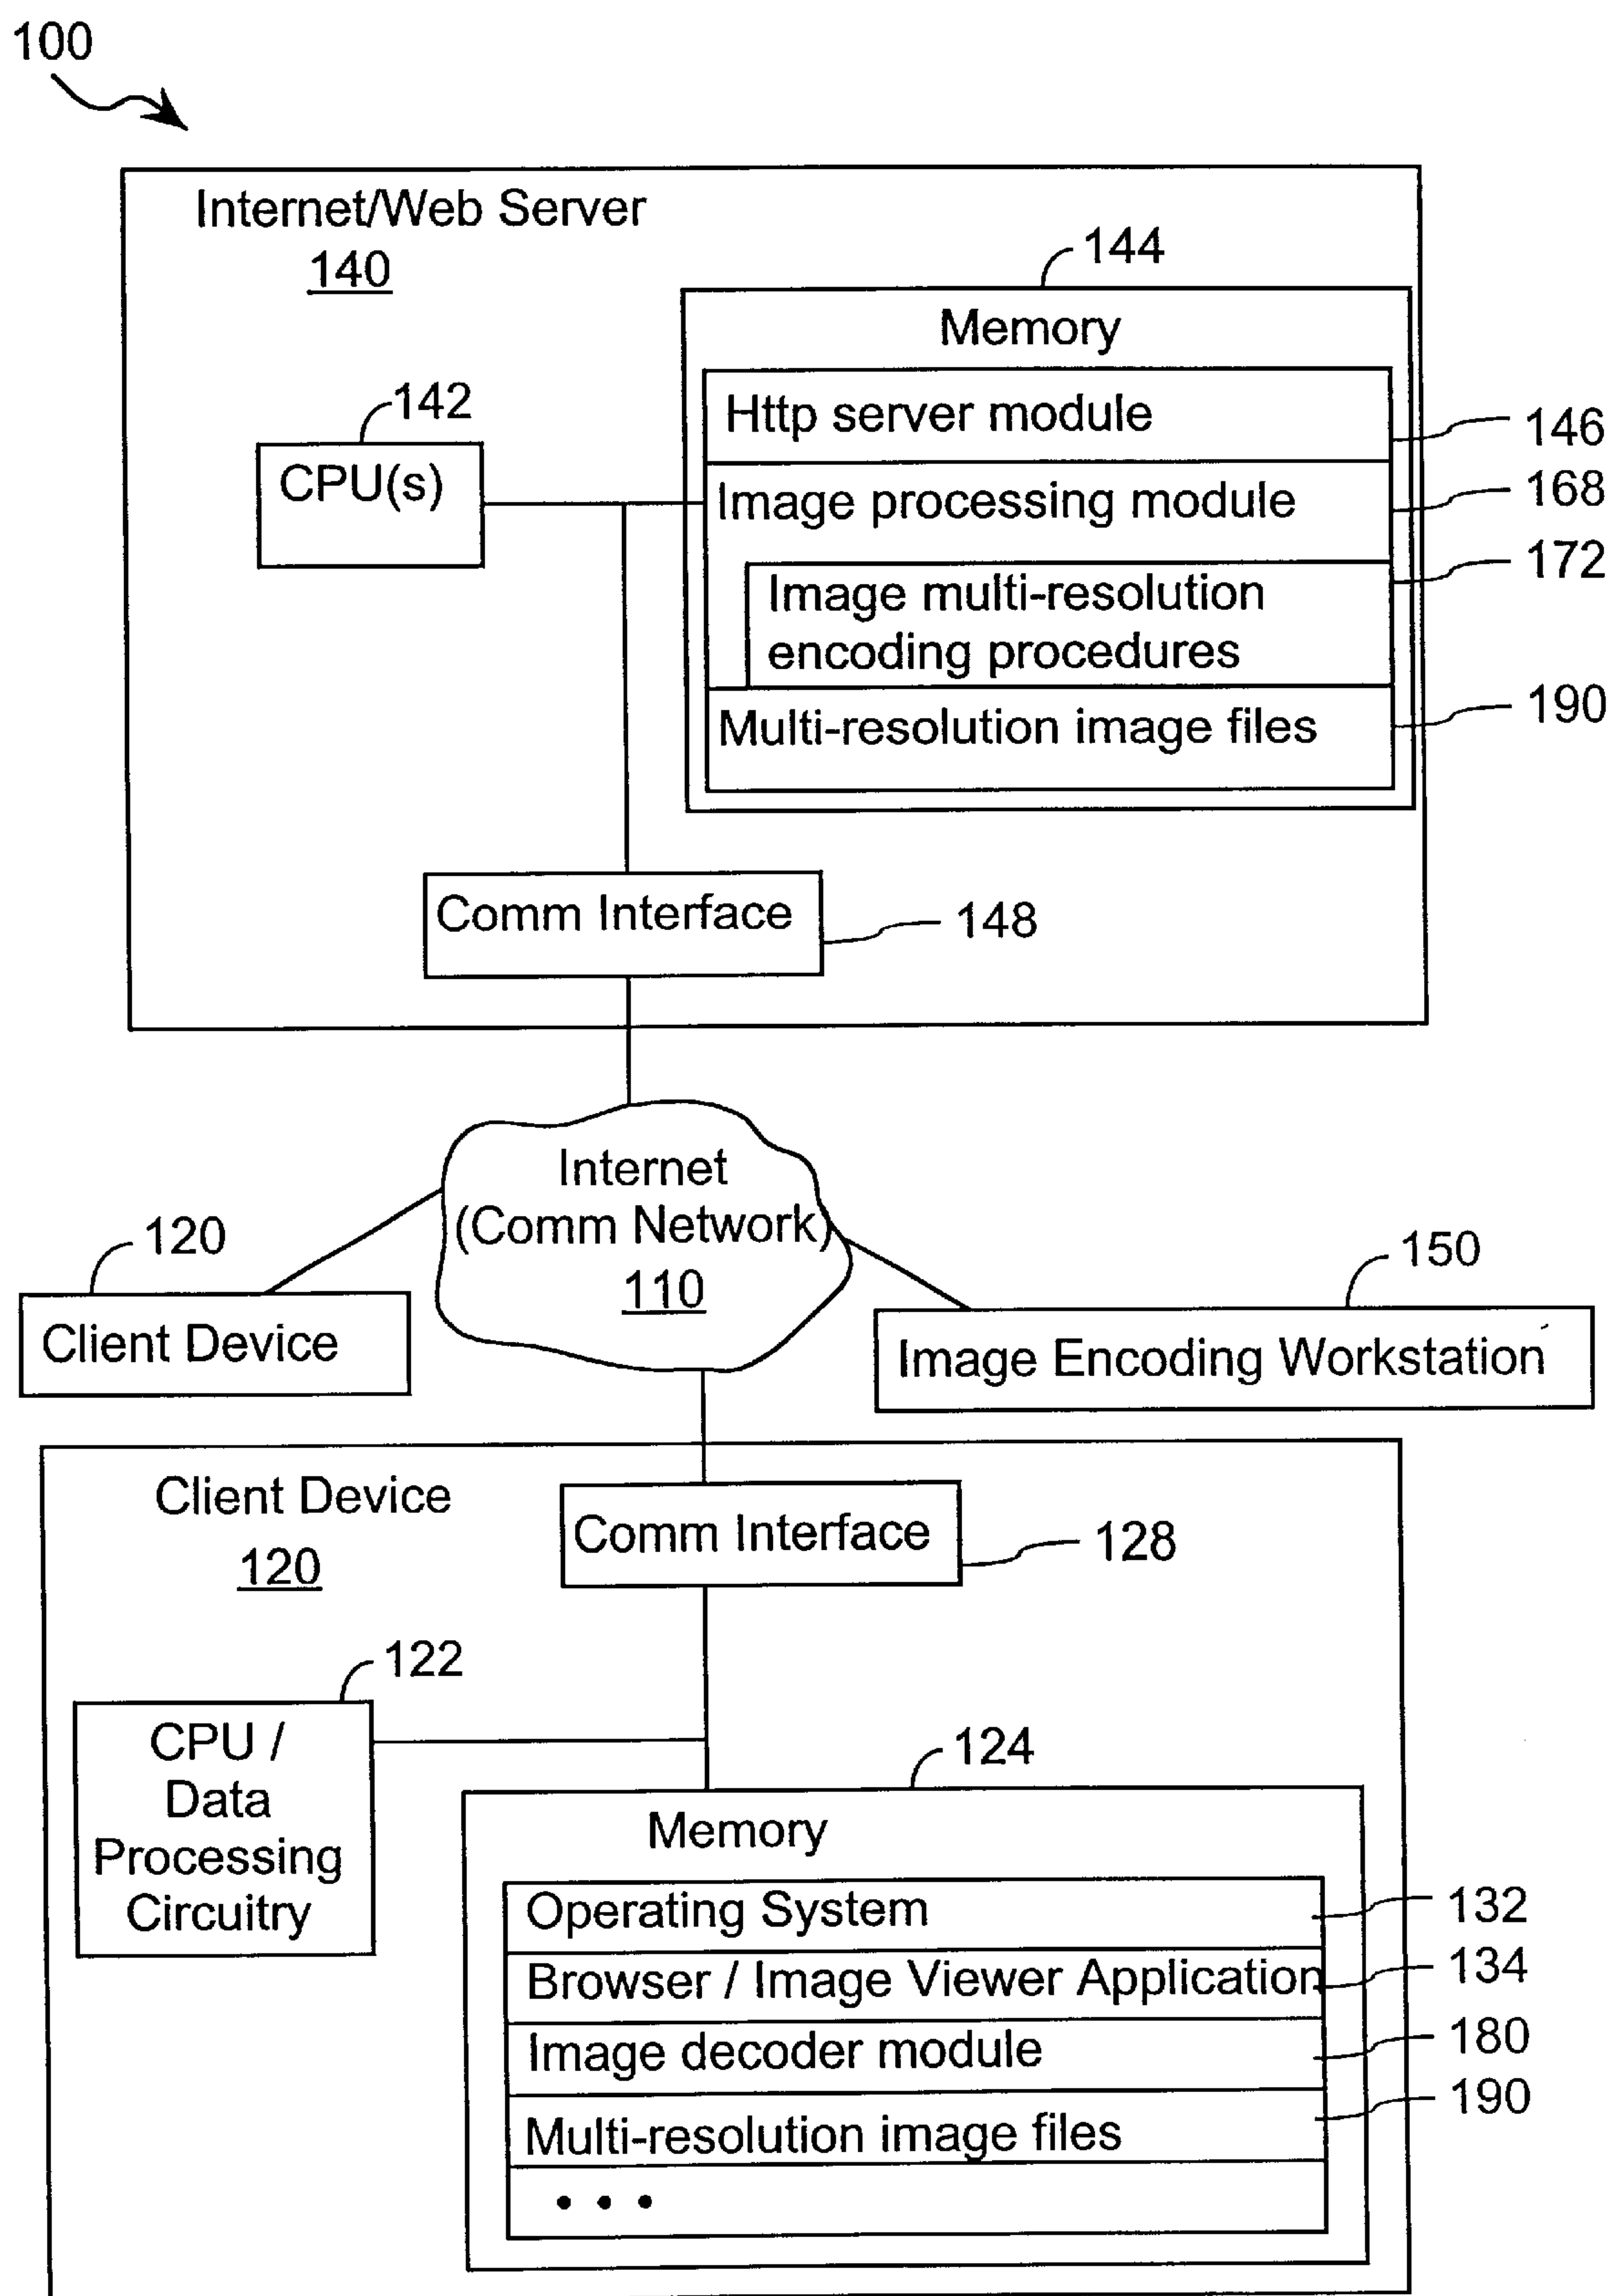 100
Internet/Web Server
140
144
Memory
142
CPU(s)
Http server module
146
Image processing module
168
172
Image multi-resolution
encoding procedures
190
Multi-resolution image files
Comm Interface
148
Internet
(Comm Network)
110
120
Client Device
150
Image Encoding Workstation
Client Device
120
Comm Interface
128
122
CPU /
Data
Processing
Circuitry
124
Memory
Operating System
132
Browser / Image Viewer Application
134
Image decoder module
180
190
Multi-resolution image files
• • •